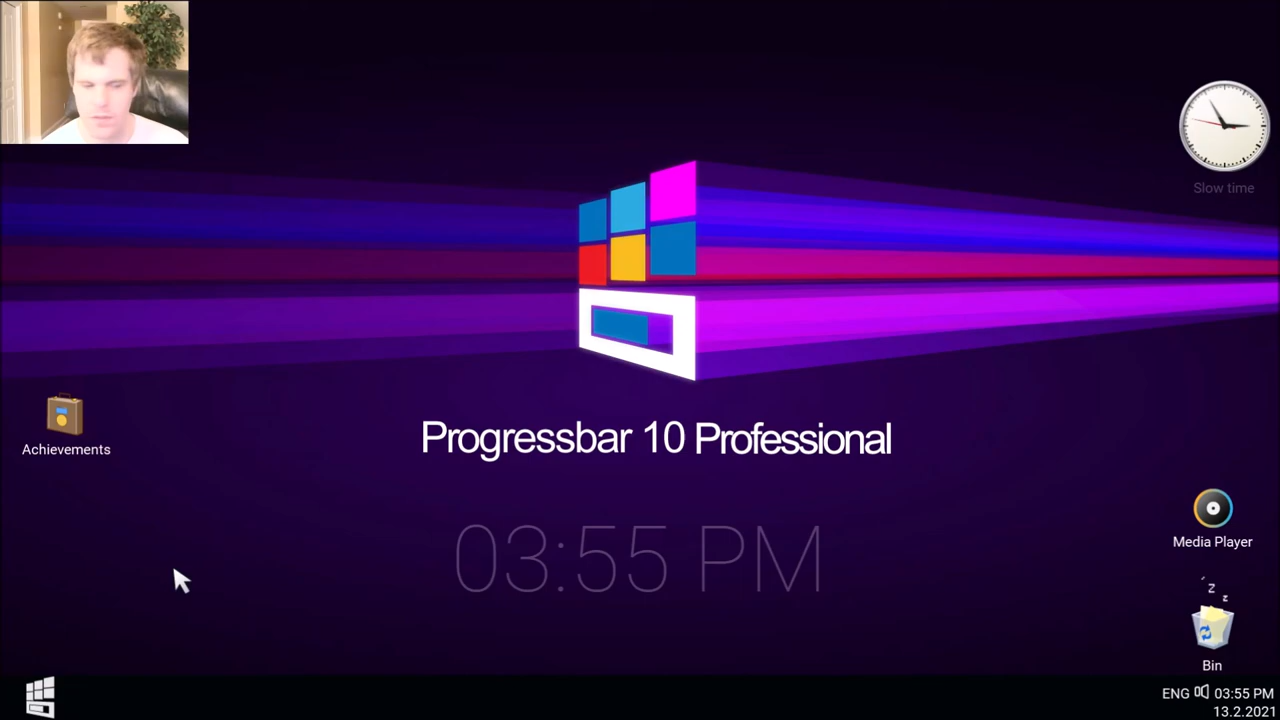 Slow time
Achievements
Progressbar 10 Professional
03:55 PM
Media Player
z
z
Bin
ENG 03:55 PM
13.2.2021